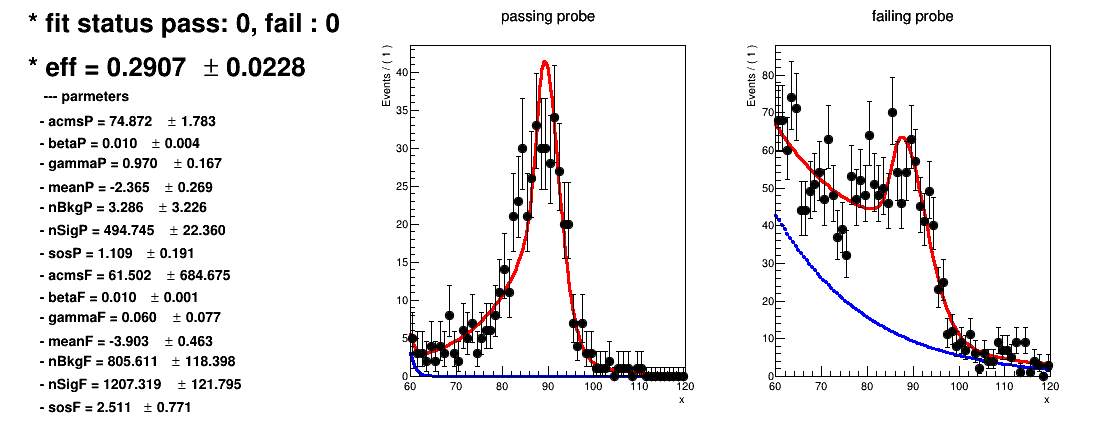 * fit status pass: 0, fail : 0
* eff = 0.2907 ± 0.0228
--- parmeters
- acmsP = 74.872 ± 1.783
- betaP = 0.010 ± 0.004
- gammaP = 0.970 ± 0.167
- meanP = -2.365 ± 0.269
- nBkgP = 3.286 ± 3.226
- nSigP = 494.745 ± 22.360
- sosP = 1.109 ± 0.191
- acmsF = 61.502 ± 684.675
- betaF = 0.010 ± 0.001
- gammaF = 0.060 ± 0.077
- meanF = -3.903 ± 0.463
- nBkgF = 805.611 ± 118.398
- nSigF = 1207.319 ± 121.795
- sosF = 2.511 ± 0.771
passing probe
Events / ( 1 )
40
35
30
25
20
15
10
5
0
60 70 80 90 100 110 120
x
failing probe
Events / ( 1 )
80
70
60
50
40
30
20
10
0
60 70 80 90 100 110 120
x